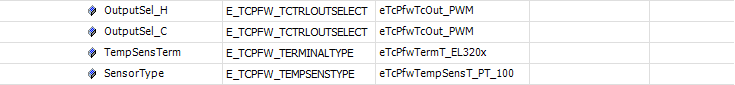 OutputSel_H E_TCPFW_TCTRLOUTSELECT eTcPfwTcOut_PWM
OutputSel_C E_TCPFW_TCTRLOUTSELECT eTcPfwTcOut_PWM
TempSensTerm E_TCPFW_TERMINALTYPE eTcPfwTermT_EL320x
SensorType E_TCPFW_TEMPSENSTYPE eTcPfwTempSensT_PT_100